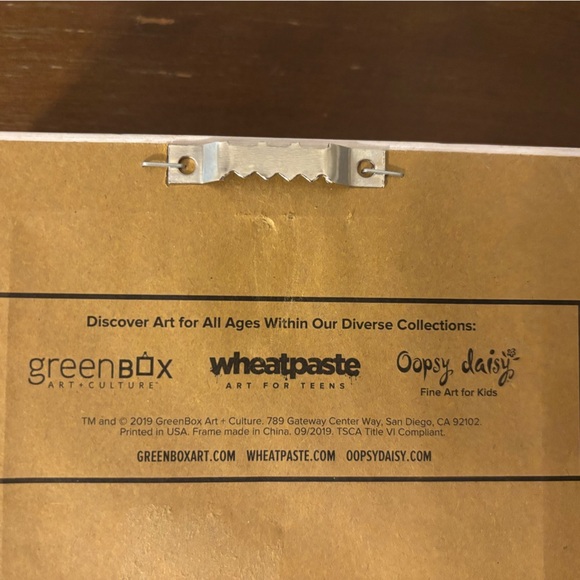 Discover Art for All Ages Within Our Diverse Collections:
greenBOX
ART + CULTURE™
wheatpaste
ART FOR TEENS
Oopsy daisy
Fine Art for Kids
TM and © 2019 GreenBox Art + Culture. 789 Gateway Center Way, San Diego, CA 92102.
Printed in USA. Frame made in China. 09/2019. TSCA Title VI Compliant.
GREENBOXART.COM WHEATPASTE.COM OOPSYDAISY.COM